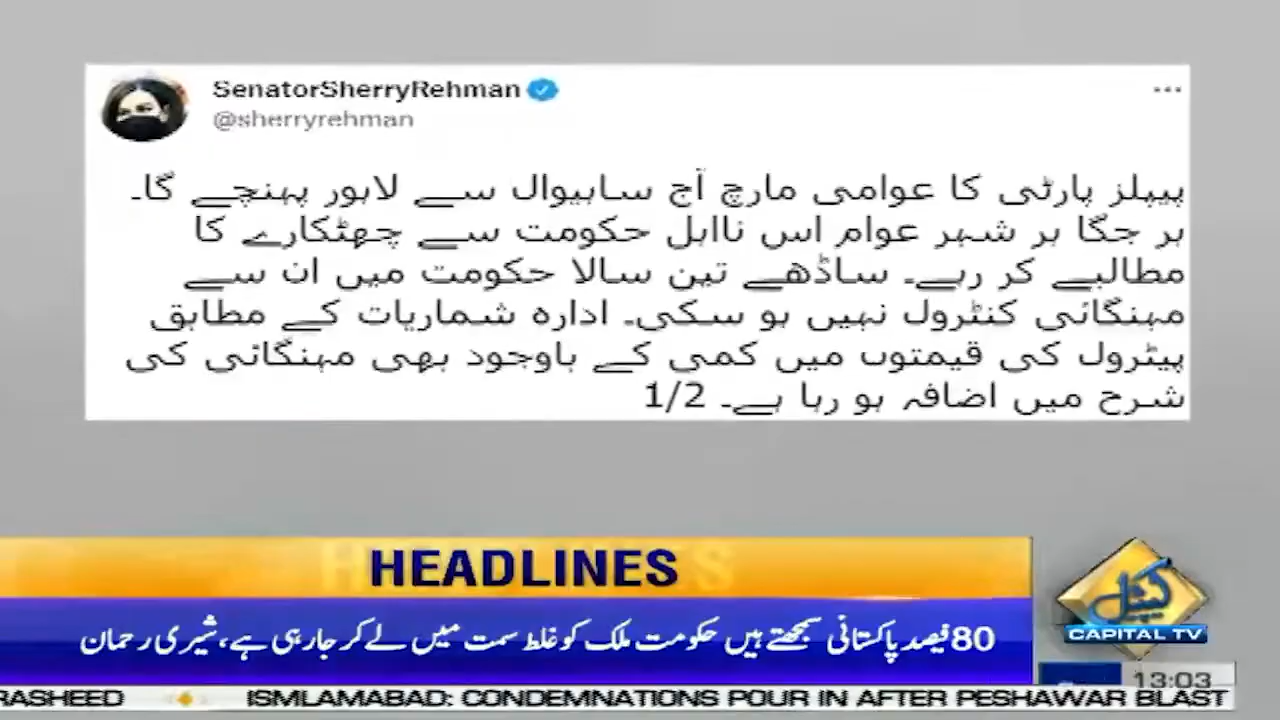 SenatorSherryRehman
@sherryrehman
پیپلز پارٹی کا عوامی مارچ آج ساہیوال سے لاہور پہنچے گا۔
ہر جگا ہر شہر عوام اس نااہل حکومت سے چھٹکارے کا
مطالبے کر رہے۔ ساڈھے تین سالا حکومت میں ان سے
مہنگائی کنٹرول نہیں ہو سکی۔ ادارہ شماریات کے مطابق
پیٹرول کی قیمتوں میں کمی کے باوجود بھی مہنگائی کی
شرح میں اضافہ ہو رہا ہے۔ 1/2
HEADLINES
80 فیصد پاکستانی سمجھتے ہیں حکومت ملک کو غلط سمت میں لے کر جا رہی ہے، شیری رحمان
کیپٹل
CAPITAL TV
13:03
RASHEED
ISMLAMABAD: CONDEMNATIONS POUR IN AFTER PESHAWAR BLAST